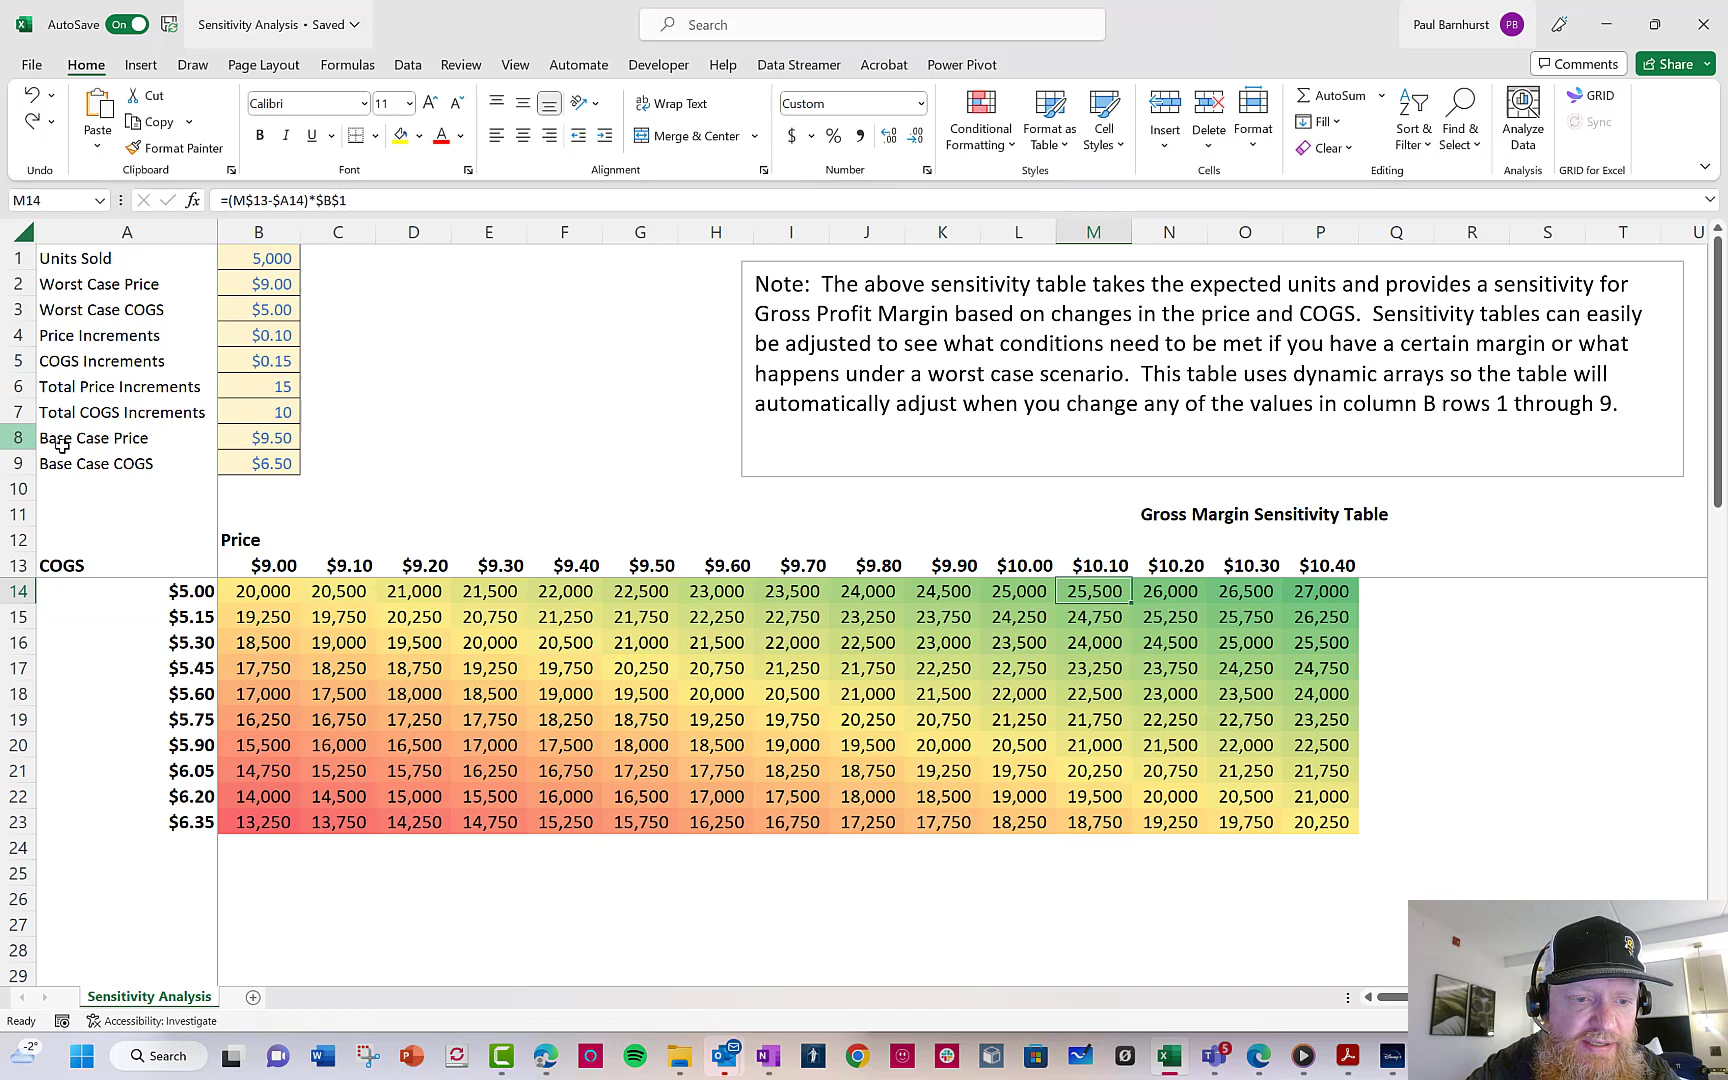 AutoSave On Sensitivity Analysis • Saved Search Paul Barnhurst PB
File Home Insert Draw Page Layout Formulas Data Review View Automate Developer Help Data Streamer Acrobat Power Pivot Comments Share
Cut Calibri 11 A A ab Wrap Text Custom AutoSum GRID
Paste Copy B I U A Merge & Center $ % 9 Conditional Formatting Format as Table Cell Styles Insert Delete Format Fill Sort & Filter Find & Select Analyze Data Sync
Format Painter Clear
Undo Clipboard Font Alignment Number Styles Cells Editing Analysis GRID for Excel
M14 fx =(M$13-$A14)*$B$1
A B C D E F G H I J K L M N O P Q R S T U
1 Units Sold 5,000
2 Worst Case Price $9.00
3 Worst Case COGS $5.00
4 Price Increments $0.10
5 COGS Increments $0.15
6 Total Price Increments 15
7 Total COGS Increments 10
8 Base Case Price $9.50
9 Base Case COGS $6.50
Note: The above sensitivity table takes the expected units and provides a sensitivity for
Gross Profit Margin based on changes in the price and COGS. Sensitivity tables can easily
be adjusted to see what conditions need to be met if you have a certain margin or what
happens under a worst case scenario. This table uses dynamic arrays so the table will
automatically adjust when you change any of the values in column B rows 1 through 9.
10
11 Gross Margin Sensitivity Table
12 Price
13 COGS $9.00 $9.10 $9.20 $9.30 $9.40 $9.50 $9.60 $9.70 $9.80 $9.90 $10.00 $10.10 $10.20 $10.30 $10.40
14 $5.00 20,000 20,500 21,000 21,500 22,000 22,500 23,000 23,500 24,000 24,500 25,000 25,500 26,000 26,500 27,000
15 $5.15 19,250 19,750 20,250 20,750 21,250 21,750 22,250 22,750 23,250 23,750 24,250 24,750 25,250 25,750 26,250
16 $5.30 18,500 19,000 19,500 20,000 20,500 21,000 21,500 22,000 22,500 23,000 23,500 24,000 24,500 25,000 25,500
17 $5.45 17,750 18,250 18,750 19,250 19,750 20,250 20,750 21,250 21,750 22,250 22,750 23,250 23,750 24,250 24,750
18 $5.60 17,000 17,500 18,000 18,500 19,000 19,500 20,000 20,500 21,000 21,500 22,000 22,500 23,000 23,500 24,000
19 $5.75 16,250 16,750 17,250 17,750 18,250 18,750 19,250 19,750 20,250 20,750 21,250 21,750 22,250 22,750 23,250
20 $5.90 15,500 16,000 16,500 17,000 17,500 18,000 18,500 19,000 19,500 20,000 20,500 21,000 21,500 22,000 22,500
21 $6.05 14,750 15,250 15,750 16,250 16,750 17,250 17,750 18,250 18,750 19,250 19,750 20,250 20,750 21,250 21,750
22 $6.20 14,000 14,500 15,000 15,500 16,000 16,500 17,000 17,500 18,000 18,500 19,000 19,500 20,000 20,500 21,000
23 $6.35 13,250 13,750 14,250 14,750 15,250 15,750 16,250 16,750 17,250 17,750 18,250 18,750 19,250 19,750 20,250
24
25
26
27
28
29
Sensitivity Analysis
Ready Accessibility: Investigate
-2° Search 5